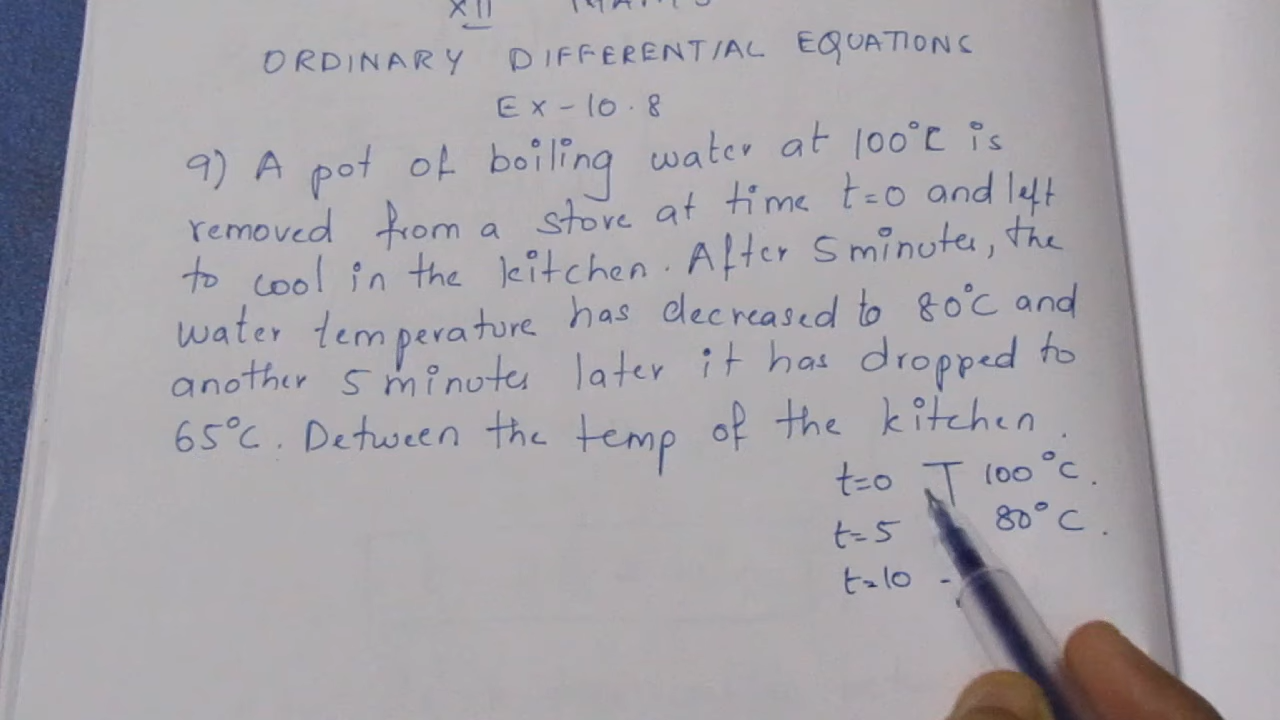 XII
ORDINARY DIFFERENTIAL EQUATIONS
Ex-10.8
9) A pot of boiling water at 100°C is
removed from a stove at time t=0 and left
to cool in the kitchen. After 5 minutes, the
water temperature has decreased to 80°C and
another 5 minutes later it has dropped to
65°C. Detween the temp of the kitchen.
t=0 T 100°C.
t=5 80°C.
t=10 -